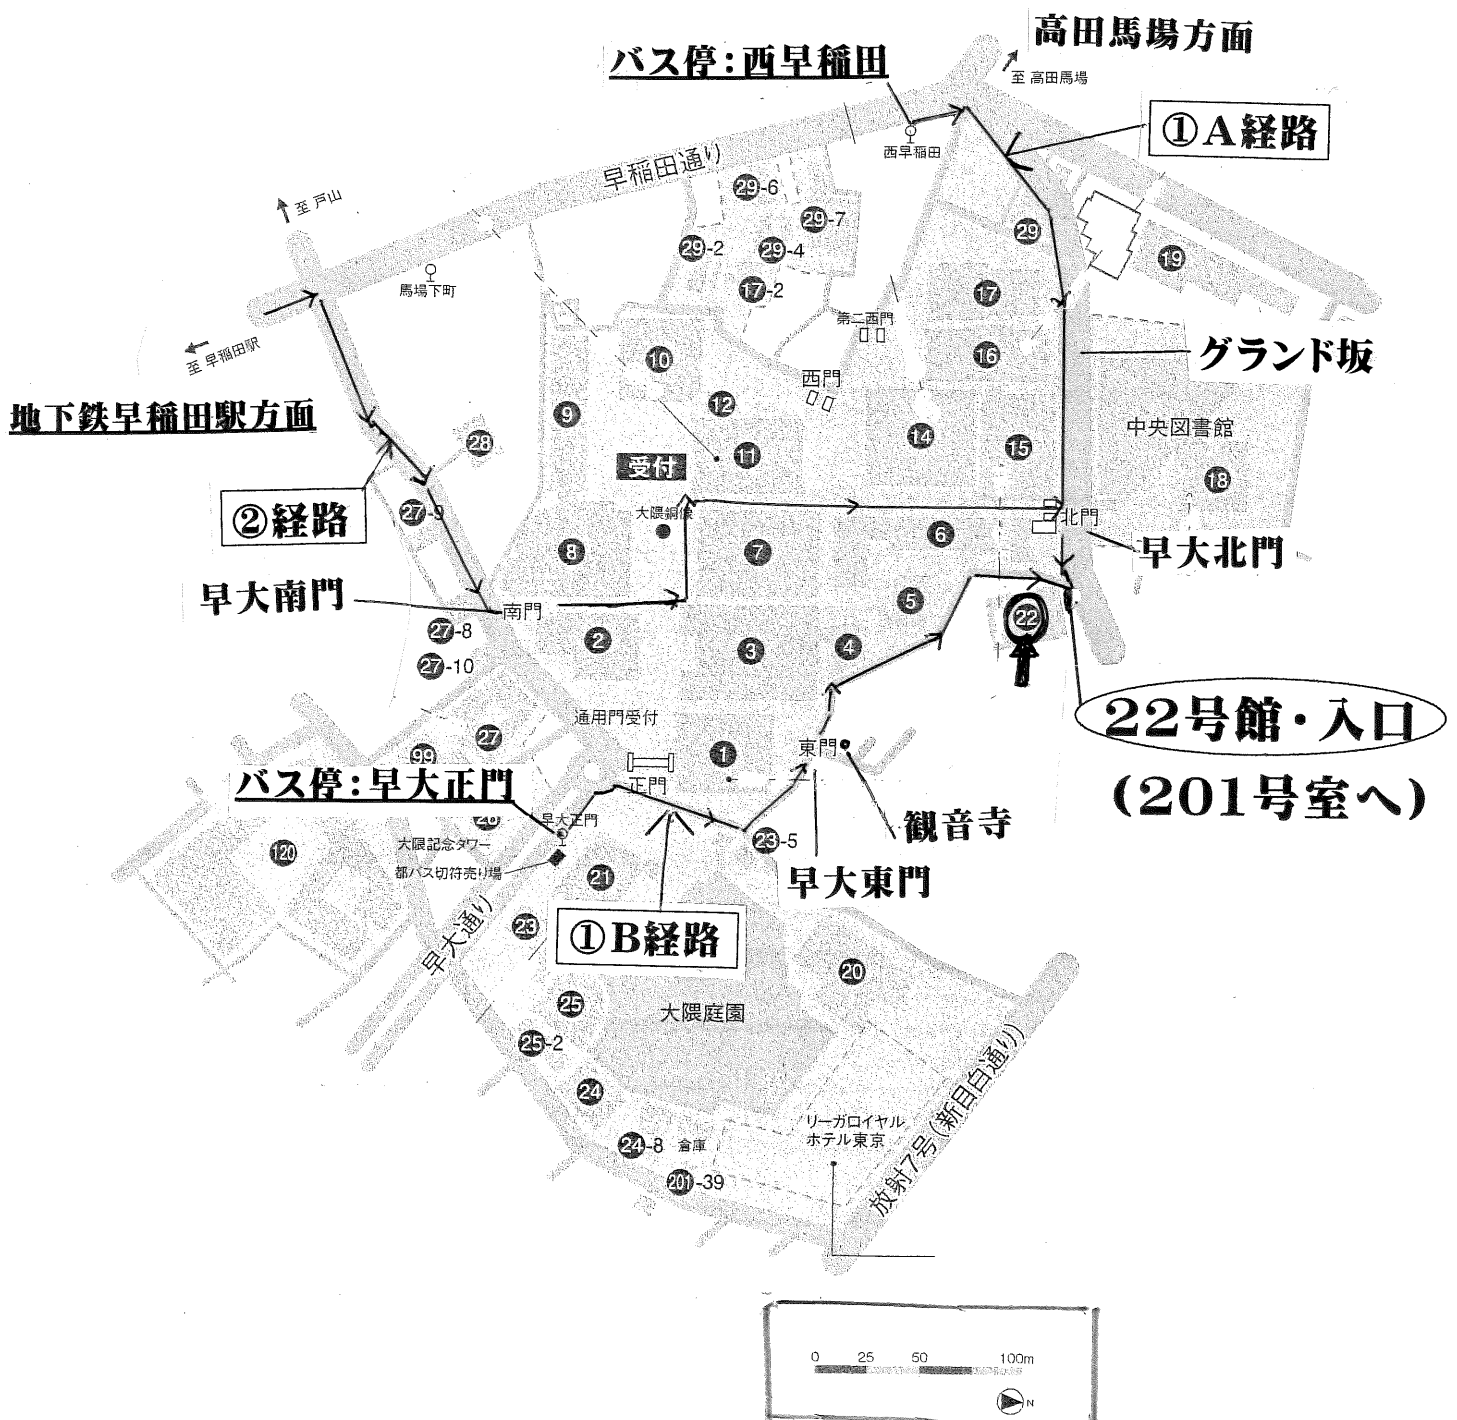 高田馬場方面
バス停:西早稲田
至 高田馬場
①A経路
西早稲田
早稲田通り
29-6
至 戸山
29-7
29
29-2
29-4
19
馬場下町
17-2
17
第二西門
至 早稲田駅
10
16
グランド坂
西門
地下鉄早稲田駅方面
9
12
28
14
15
中央図書館
11
受付
18
②経路
27-9
大隈銅像
北門
8
7
6
早大北門
早大南門
南門
5
22
27-8
2
3
4
27-10
通用門受付
22号館・入口
27
99
1
東門
バス停:早大正門
正門
(201号室へ)
26
早大正門
観音寺
大隈記念タワー
23-5
120
都バス切符売り場
21
早大東門
早大通り
23
①B経路
20
25
大隈庭園
25-2
24
リーガロイヤル
ホテル東京
24-8 倉庫
放射7号(新目白通り)
201-39
0 25 50 100m
N